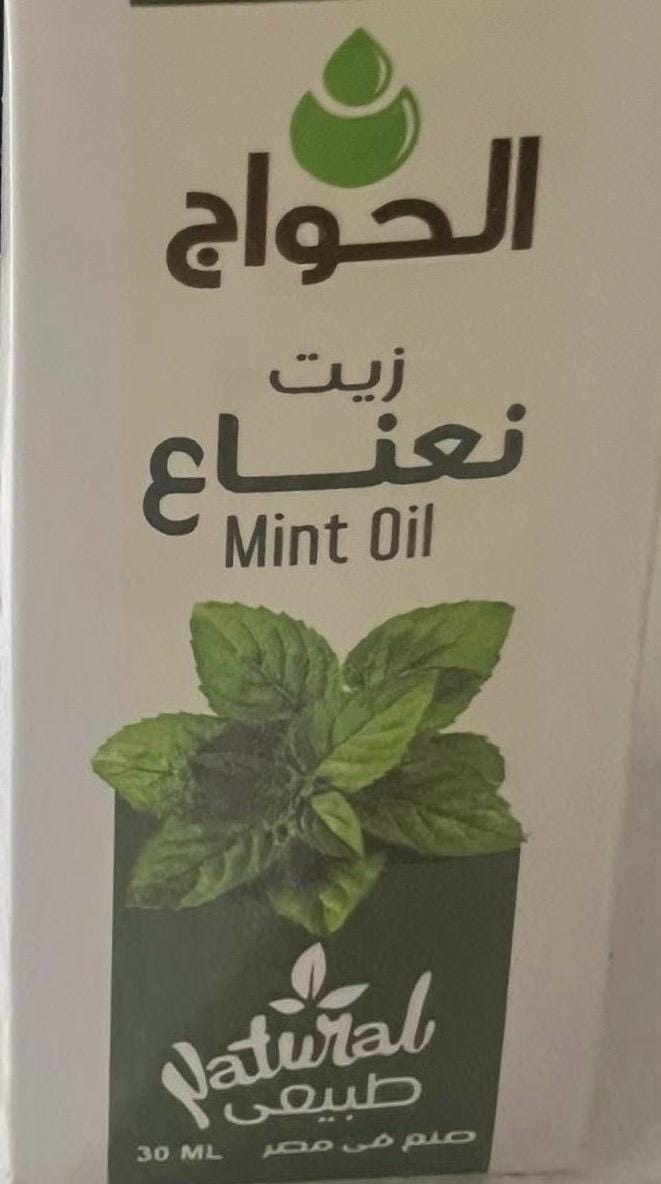 الحواج
زيت
نعناع
Mint Oil
Natural
طبيعى
30 ML صنع فى مصر